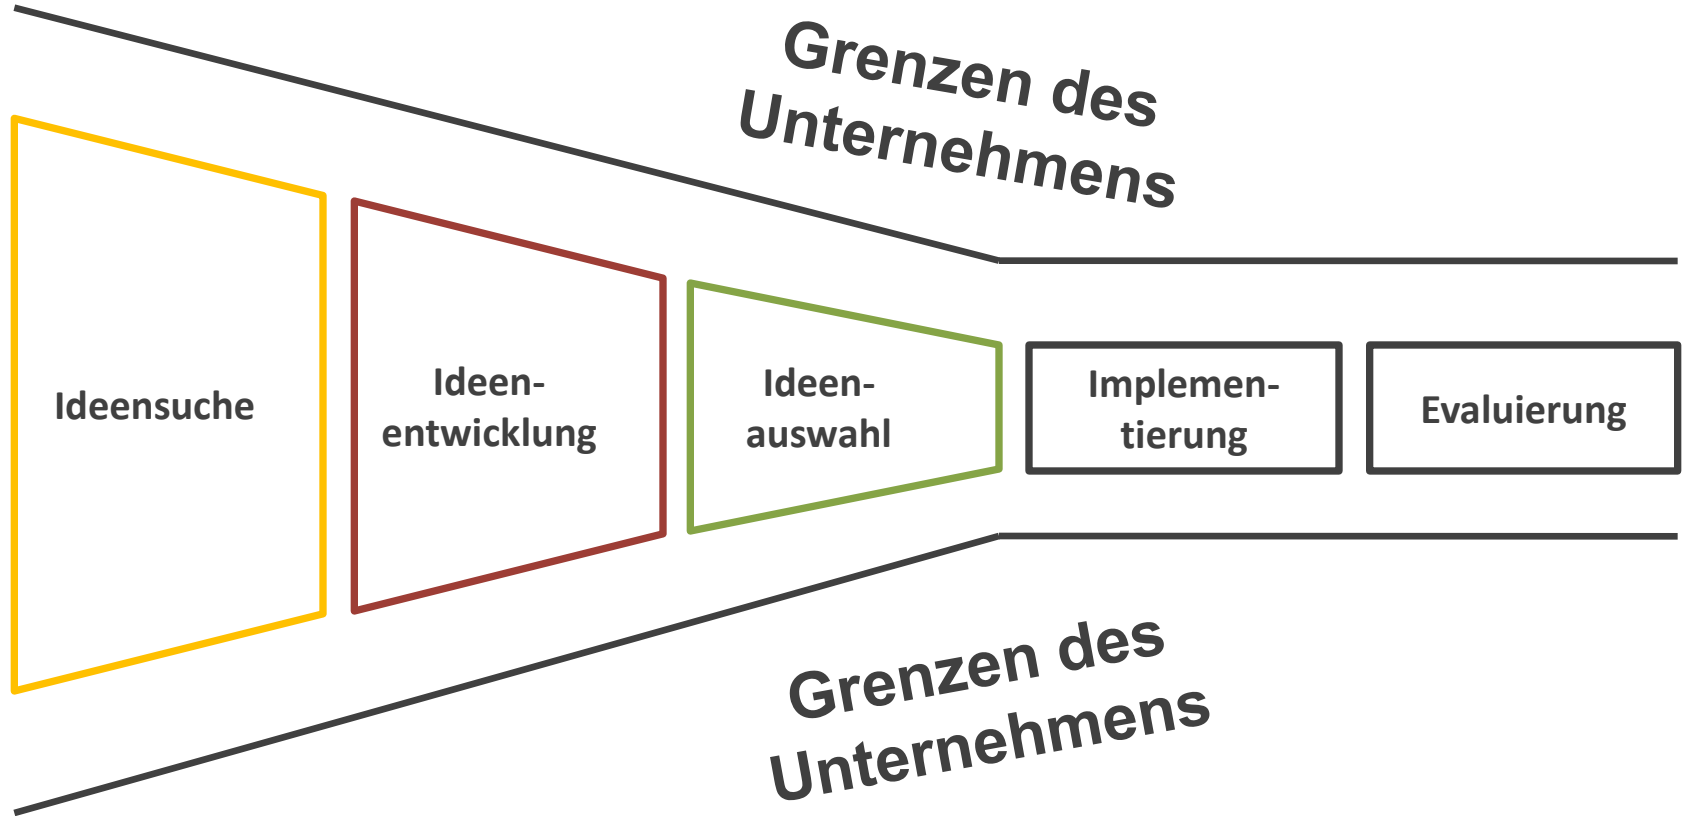 Grenzen des
Unternehmens
Ideensuche
Ideen-
entwicklung
Ideen-
auswahl
Implemen-
tierung
Evaluierung
Grenzen des
Unternehmens